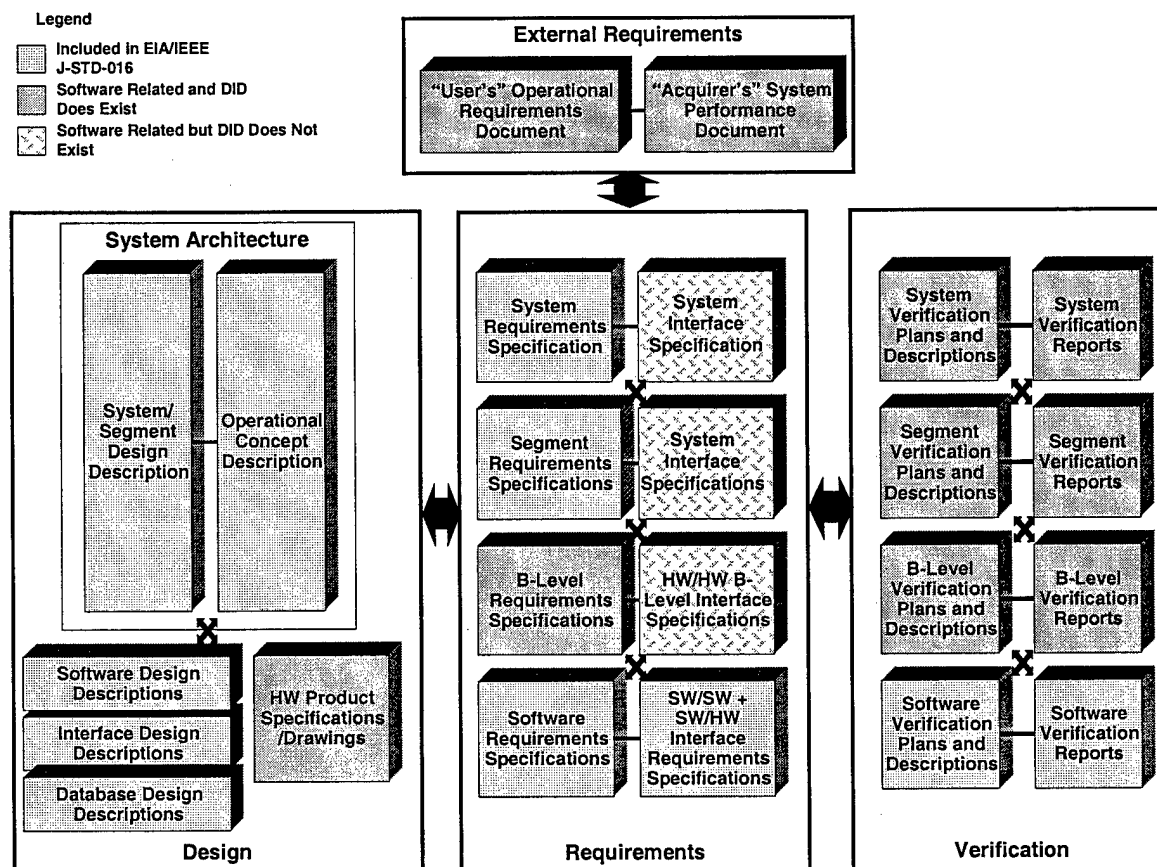 Legend
Included in EIA/IEEE
J-STD-016
Software Related and DID
Does Exist
Software Related but DID Does Not
Exist
External Requirements
“User’s” Operational
Requirements
Document
“Acquirer’s” System
Performance
Document
System Architecture
System/
Segment
Design
Description
Operational
Concept
Description
Software Design
Descriptions
Interface Design
Descriptions
Database Design
Descriptions
HW Product
Specifications
/Drawings
Design
System
Requirements
Specification
System
Interface
Specification
Segment
Requirements
Specifications
System
Interface
Specifications
B-Level
Requirements
Specifications
HW/HW B-
Level Interface
Specifications
Software
Requirements
Specifications
SW/SW +
SW/HW
Interface
Requirements
Specifications
Requirements
System
Verification
Plans and
Descriptions
System
Verification
Reports
Segment
Verification
Plans and
Descriptions
Segment
Verification
Reports
B-Level
Verification
Plans and
Descriptions
B-Level
Verification
Reports
Software
Verification
Plans and
Descriptions
Software
Verification
Reports
Verification